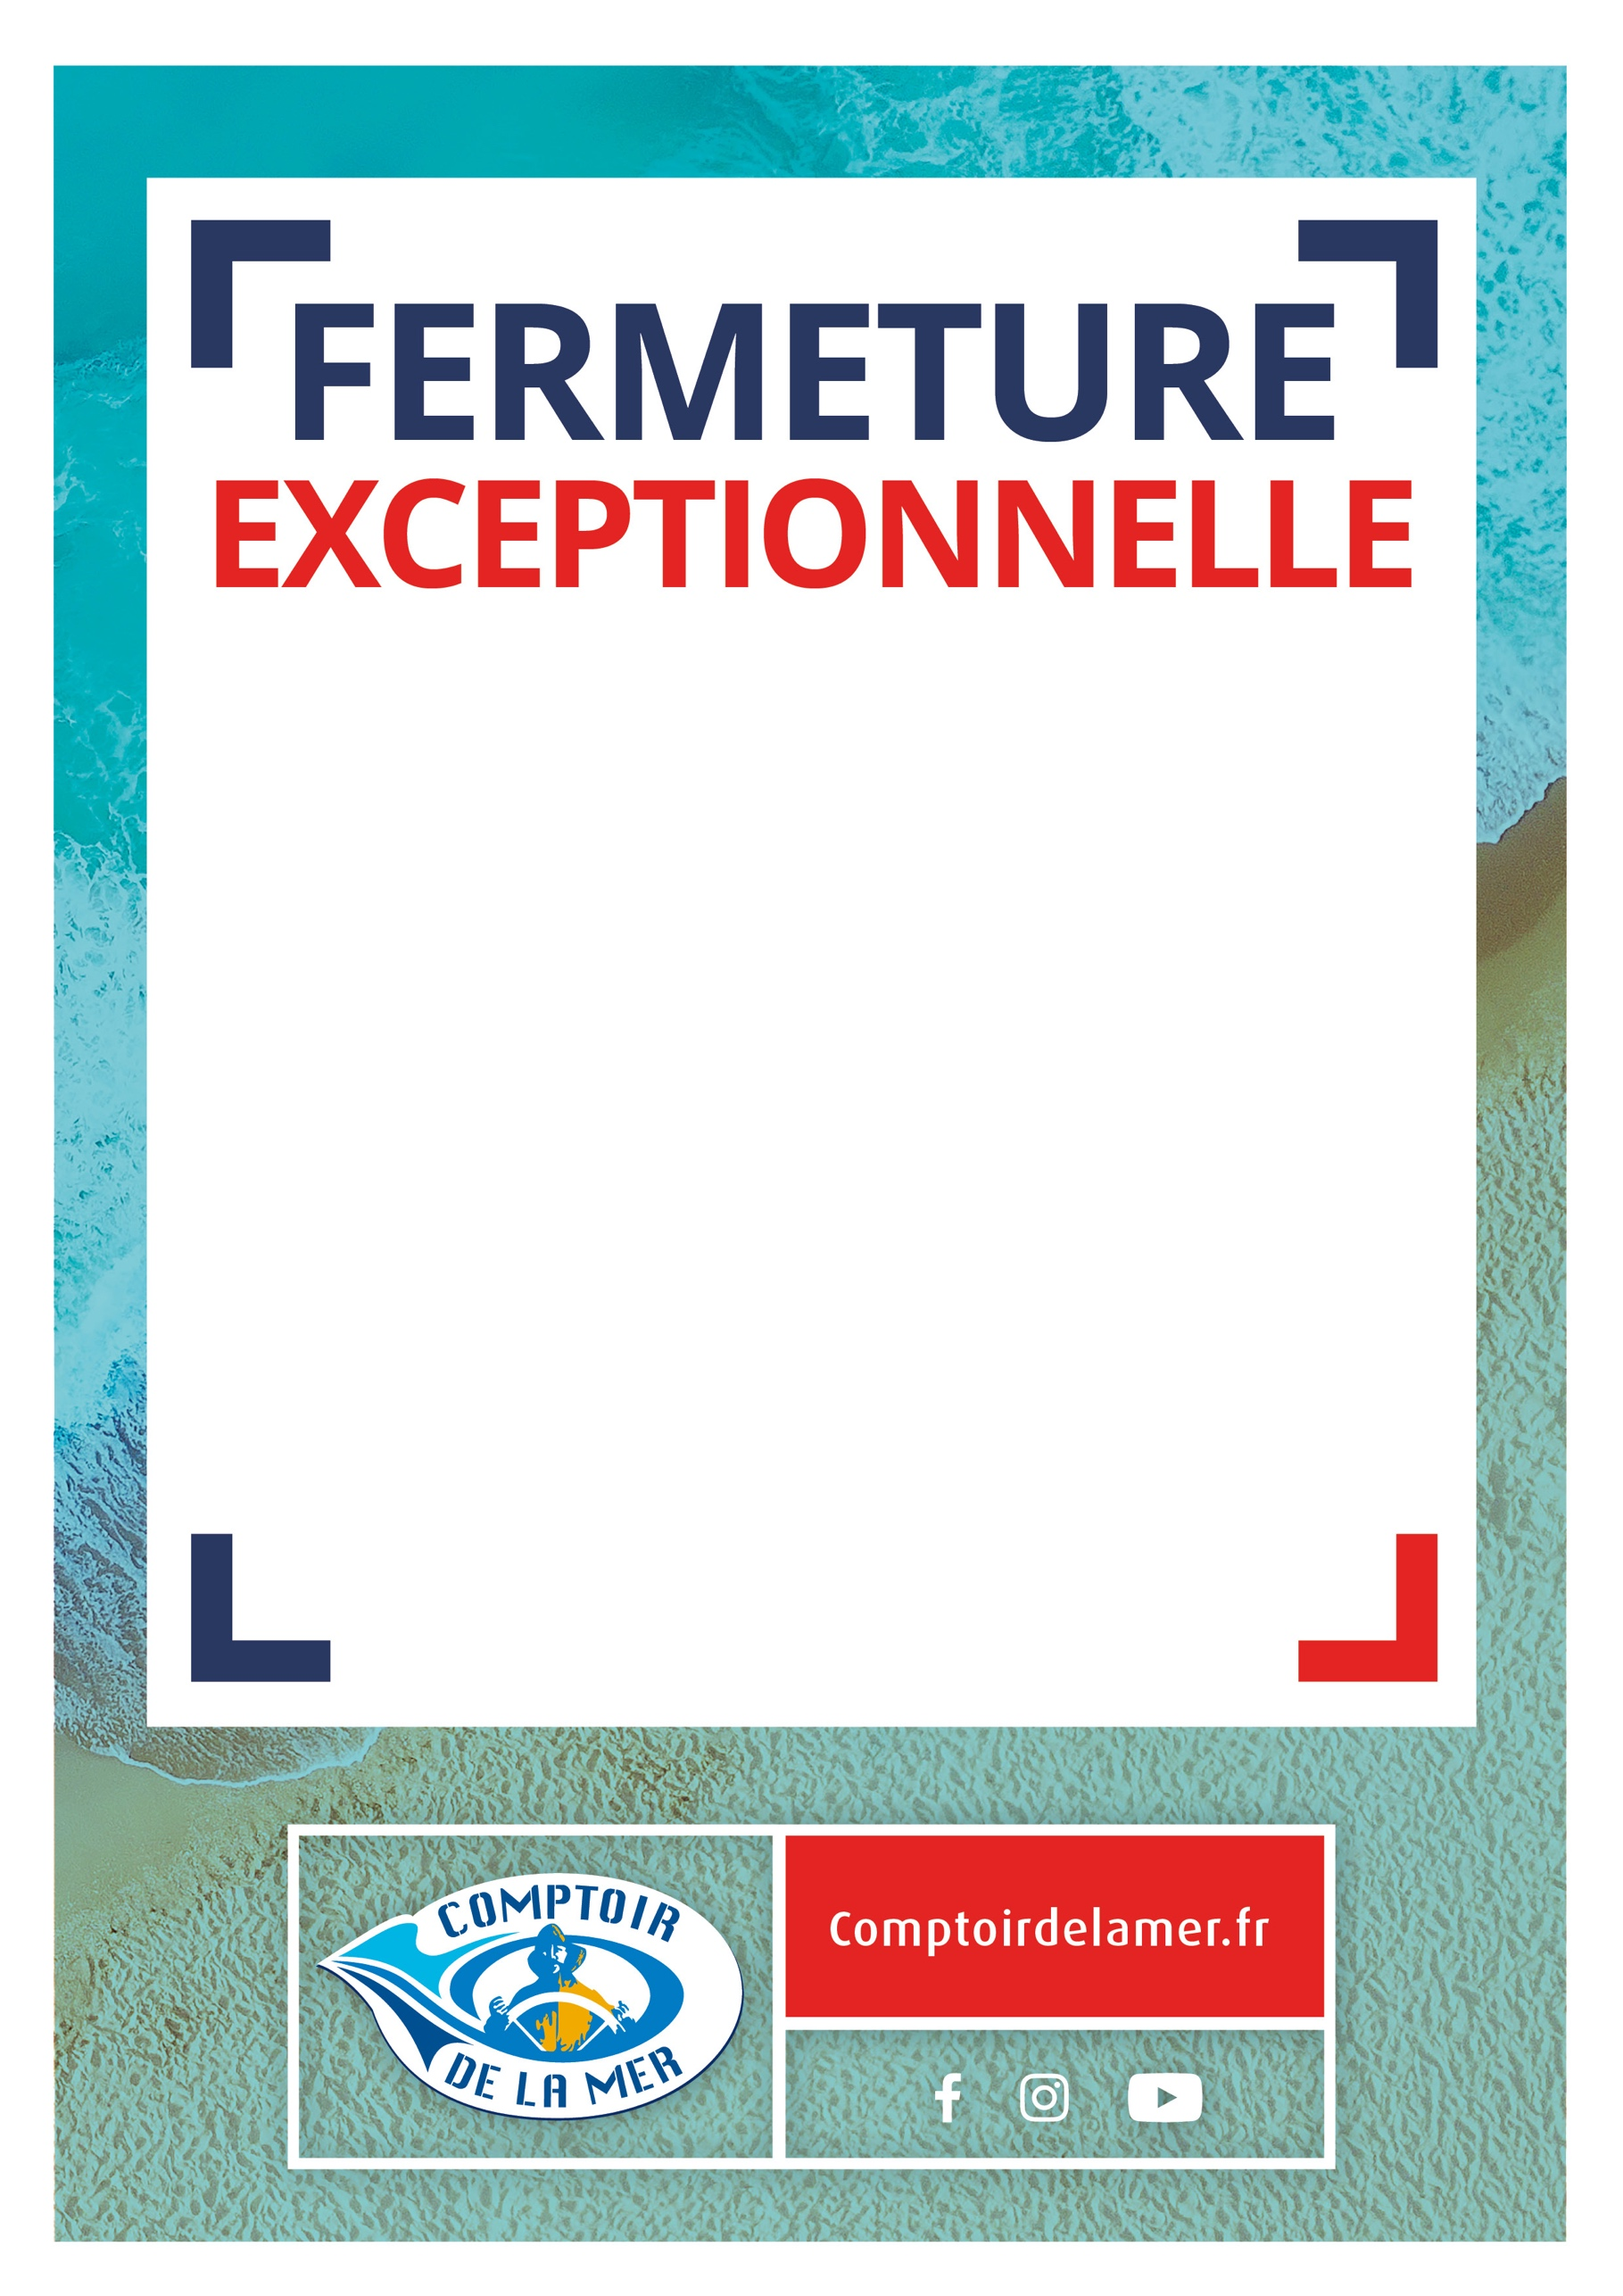 FERMETURE
EXCEPTIONNELLE
COMPTOIR
DE LA MER
Comptoirdelamer.fr